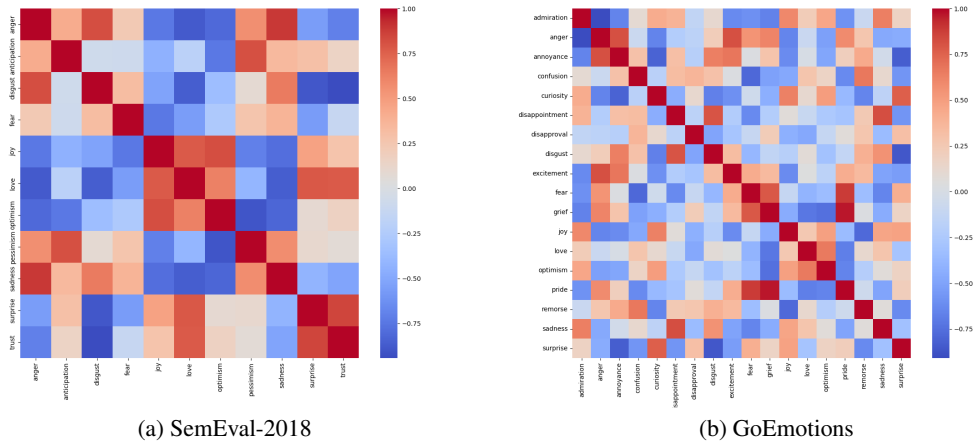 anger
anticipation
disgust
fear
joy
love
optimism
pessimism
sadness
surprise
trust
anger
anticipation
disgust
fear
joy
love
optimism
pessimism
sadness
surprise
trust
1.00
0.75
0.50
0.25
0.00
−0.25
−0.50
−0.75
(a) SemEval-2018
admiration
anger
annoyance
confusion
curiosity
disappointment
disapproval
disgust
excitement
fear
grief
joy
love
optimism
pride
remorse
sadness
surprise
admiration
anger
annoyance
confusion
curiosity
sappointment
disapproval
disgust
excitement
fear
grief
joy
love
optimism
pride
remorse
sadness
surprise
1.00
0.75
0.50
0.25
0.00
−0.25
−0.50
−0.75
(b) GoEmotions